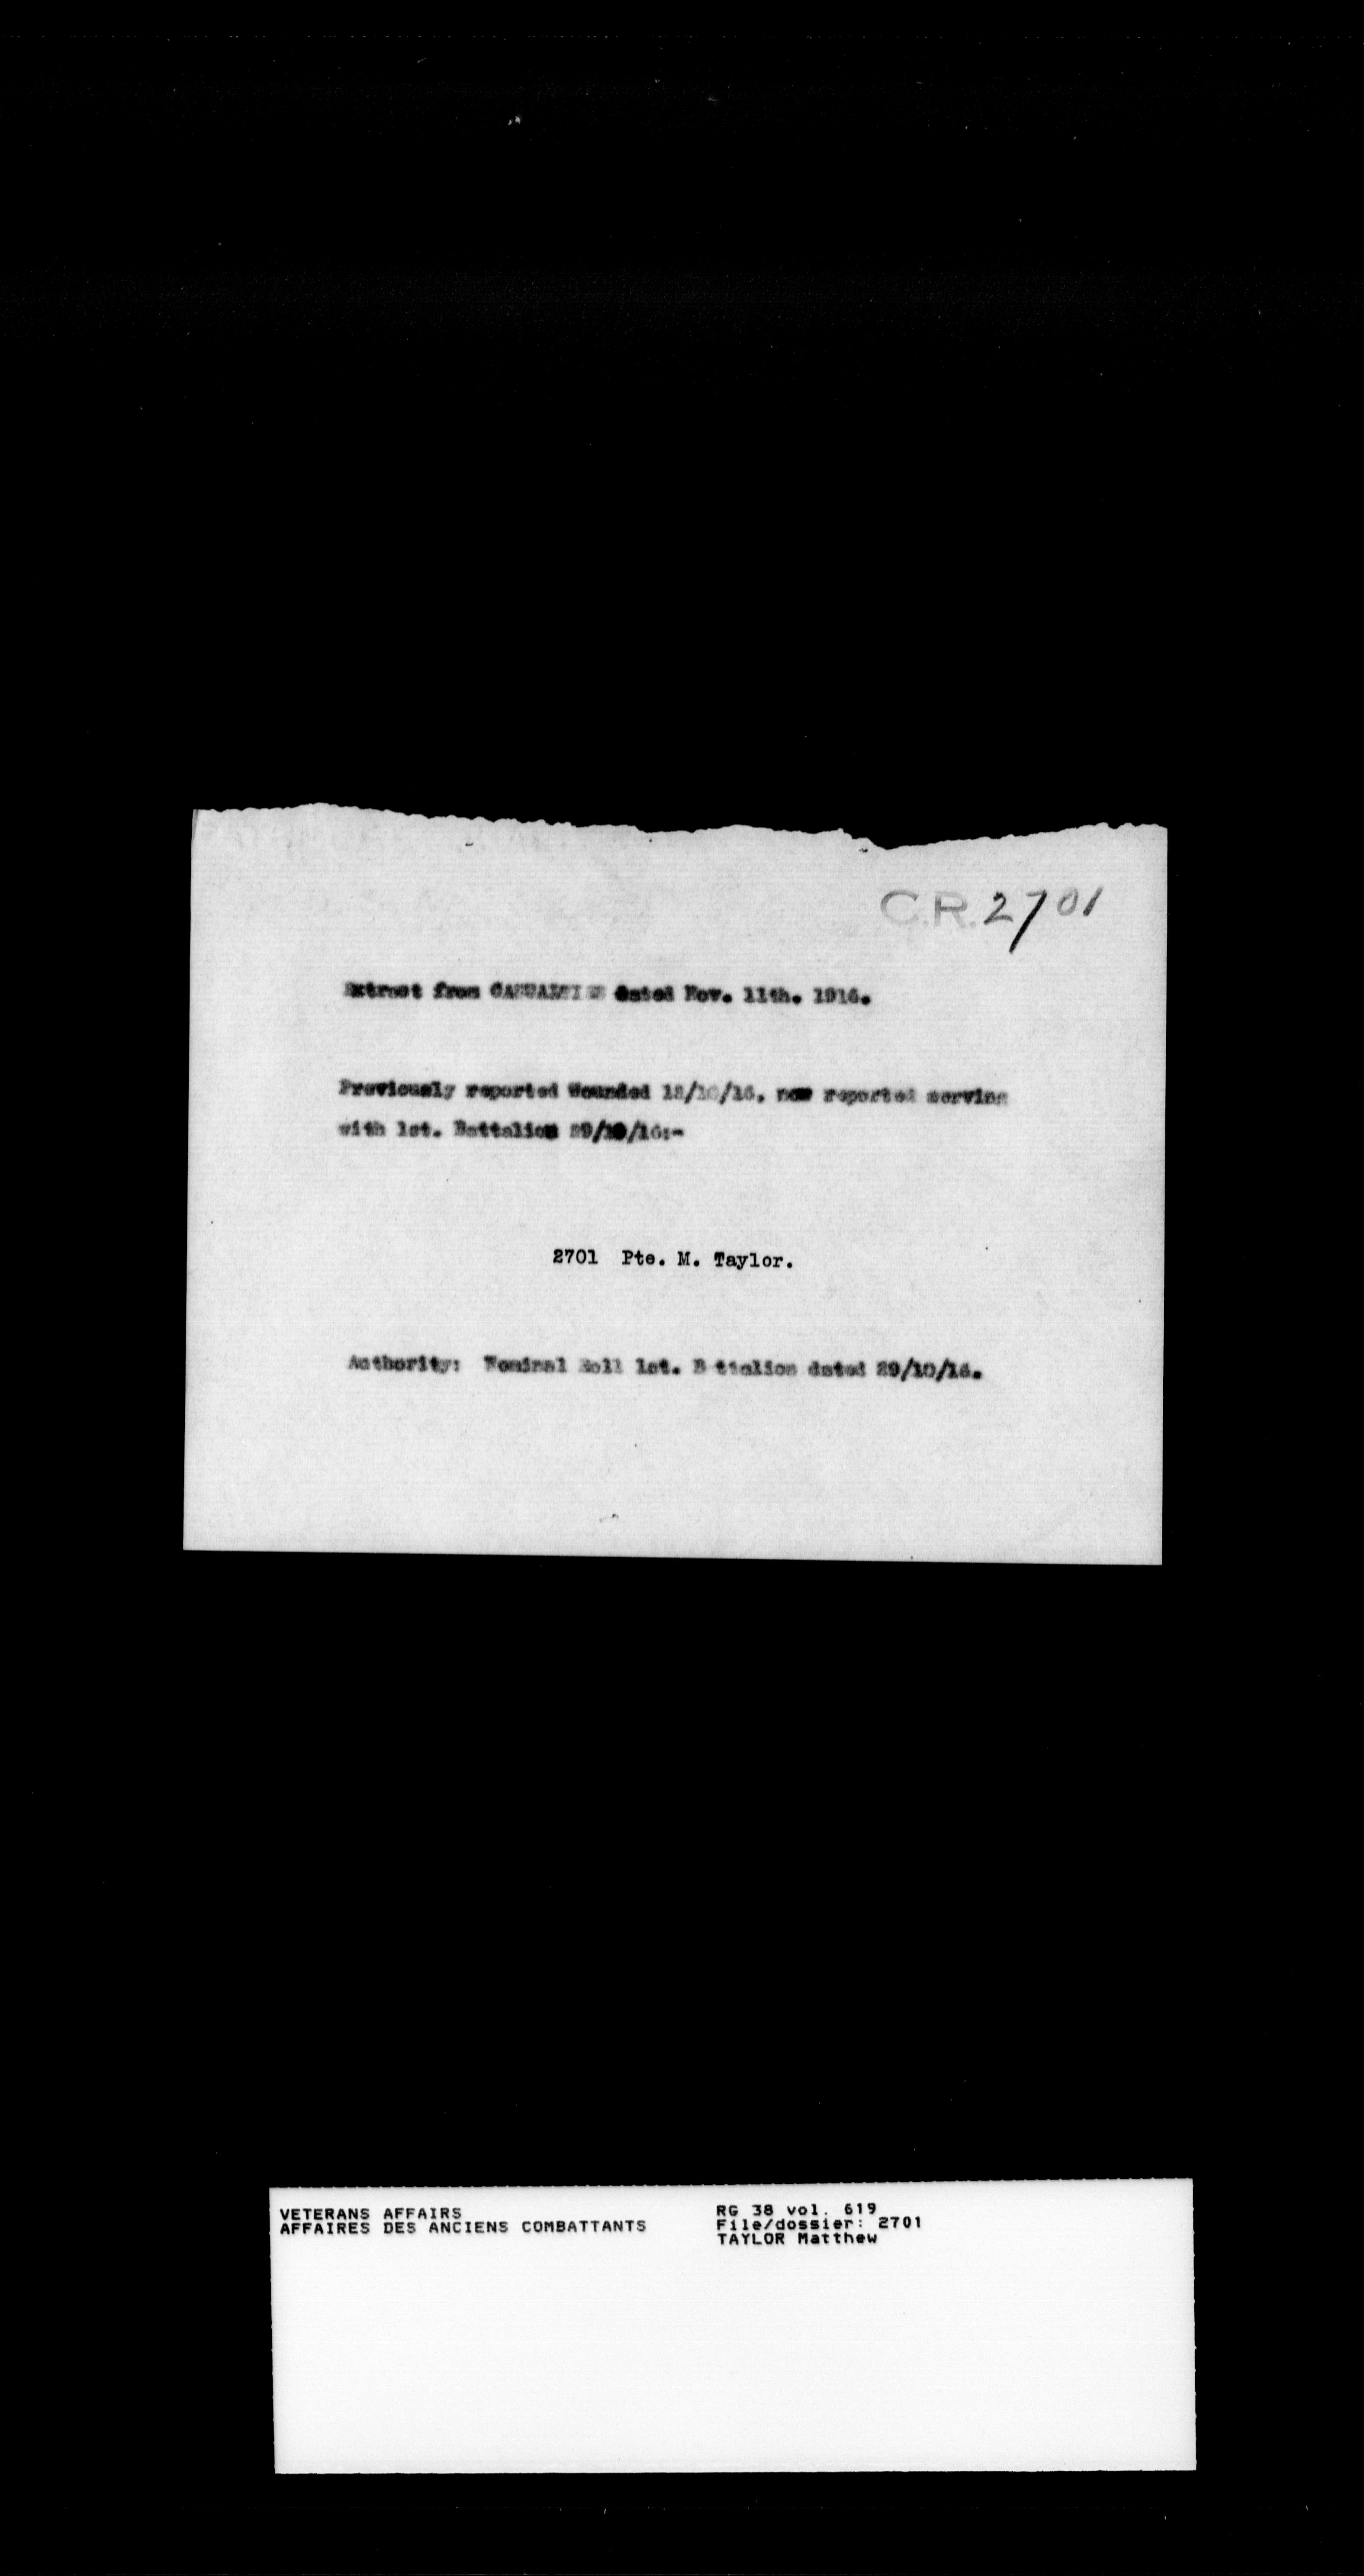 C.R. 2701
Extract from CASUALTIES dated Nov. 11th. 1916.
Previously reported Wounded 12/10/16. now reported serving
with 1st. Battalion 29/10/16:-
2701 Pte. M. Taylor.
Authority: Nominal Roll 1st. Battalion dated 29/10/16.
VETERANS AFFAIRS
AFFAIRES DES ANCIENS COMBATTANTS
RG 38 vol. 619
File/dossier: 2701
TAYLOR Matthew